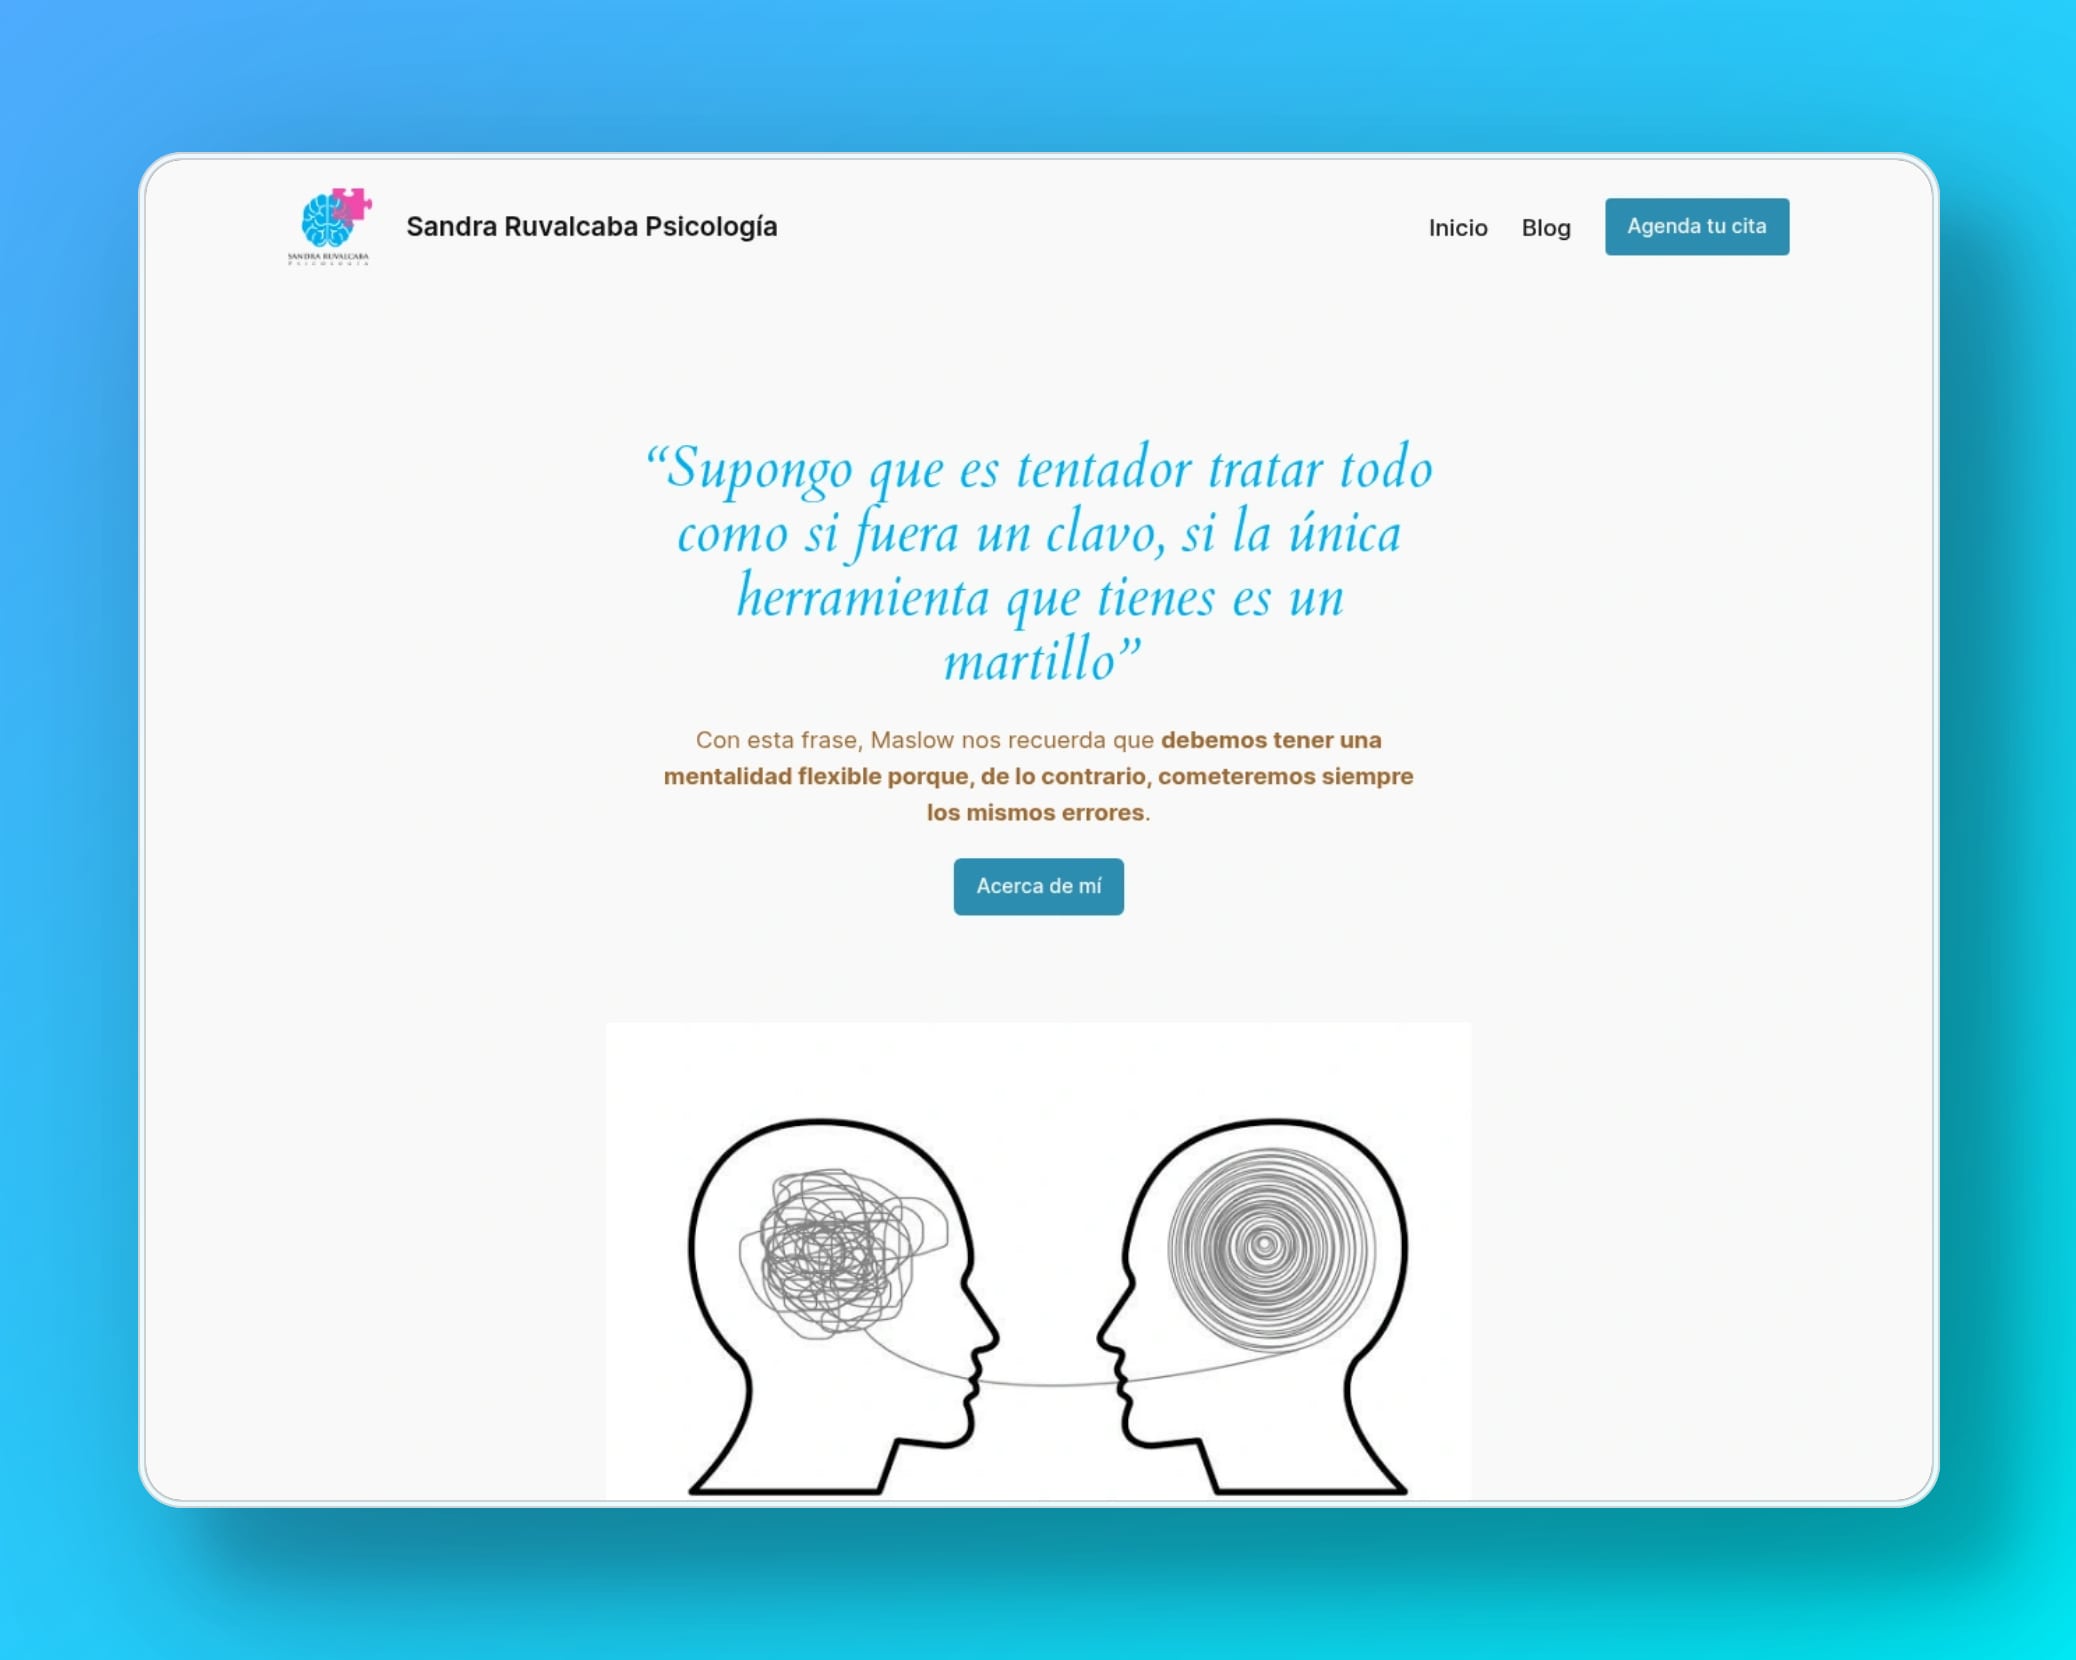 SANDRA RUVALCABA
Psicología
Sandra Ruvalcaba Psicología
Inicio
Blog
Agenda tu cita
“Supongo que es tentador tratar todo
como si fuera un clavo, si la única
herramienta que tienes es un
martillo”
Con esta frase, Maslow nos recuerda que debemos tener una
mentalidad flexible porque, de lo contrario, cometeremos siempre
los mismos errores.
Acerca de mí